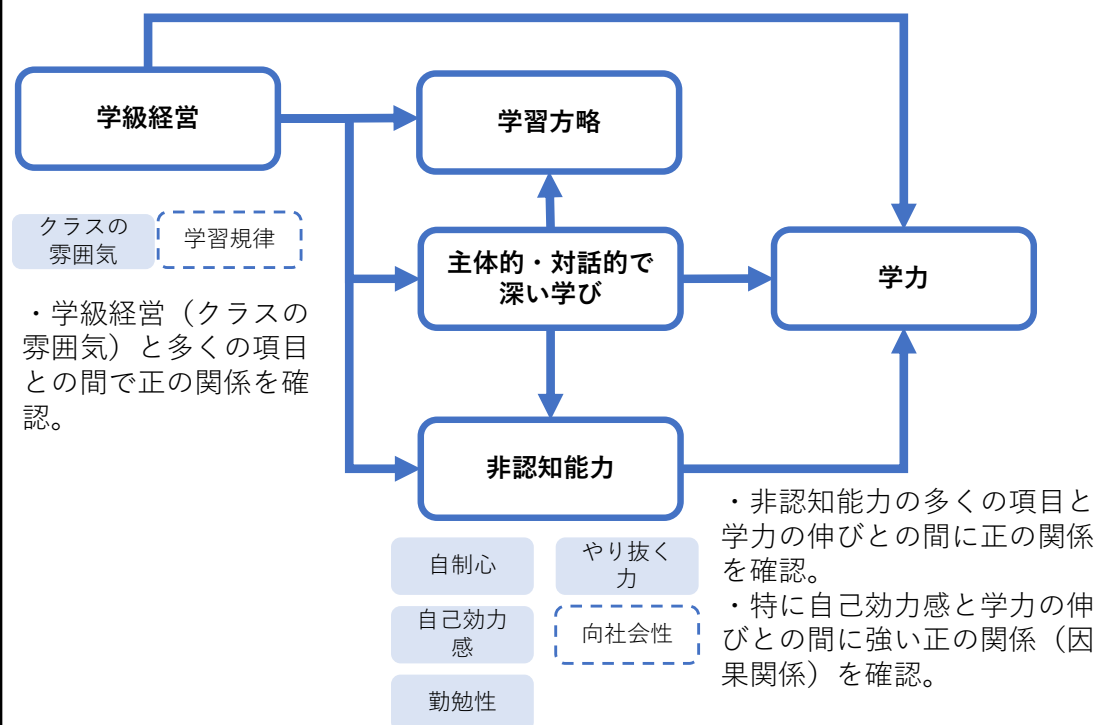 学級経営
学習方略
クラスの
雰囲気
学習規律
主体的・対話的で
深い学び
学力
・学級経営（クラスの
雰囲気）と多くの項目
との間で正の関係を確
認。
非認知能力
自制心
やり抜く
力
自己効力
感
向社会性
勤勉性
・非認知能力の多くの項目と
学力の伸びとの間に正の関係
を確認。
・特に自己効力感と学力の伸
びとの間に強い正の関係（因
果関係）を確認。